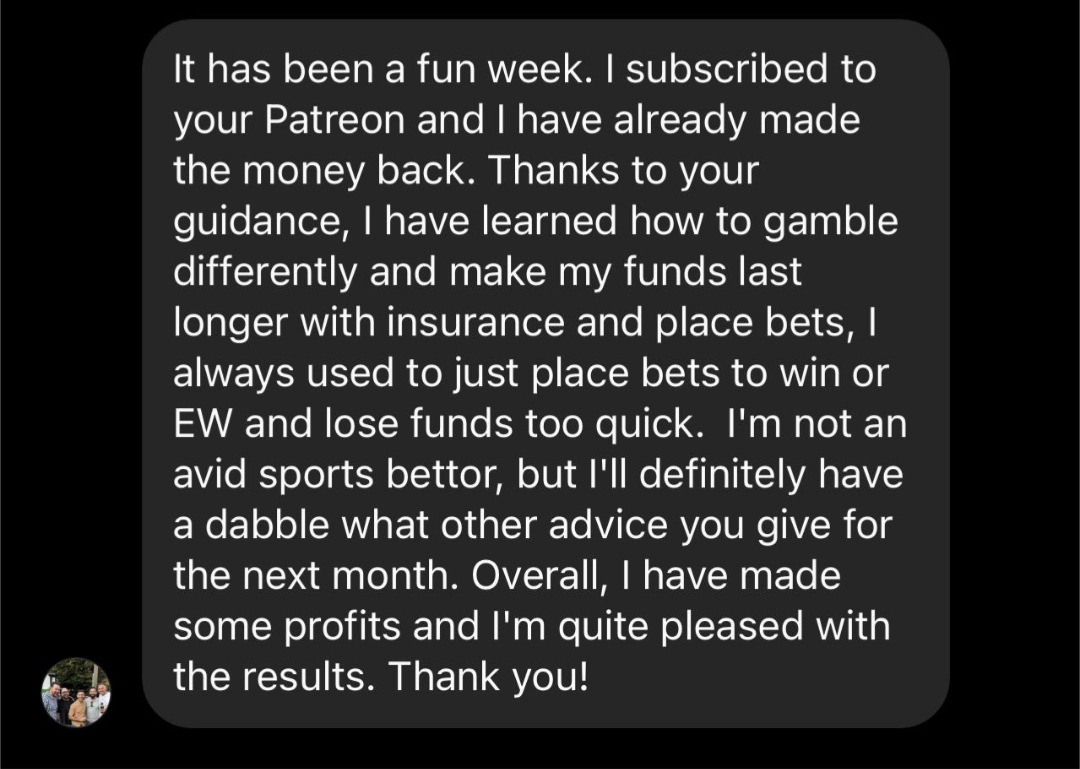 It has been a fun week. I subscribed to
your Patreon and I have already made
the money back. Thanks to your
guidance, I have learned how to gamble
differently and make my funds last
longer with insurance and place bets, I
always used to just place bets to win or
EW and lose funds too quick.  I'm not an
avid sports bettor, but I'll definitely have
a dabble what other advice you give for
the next month. Overall, I have made
some profits and I'm quite pleased with
the results. Thank you!